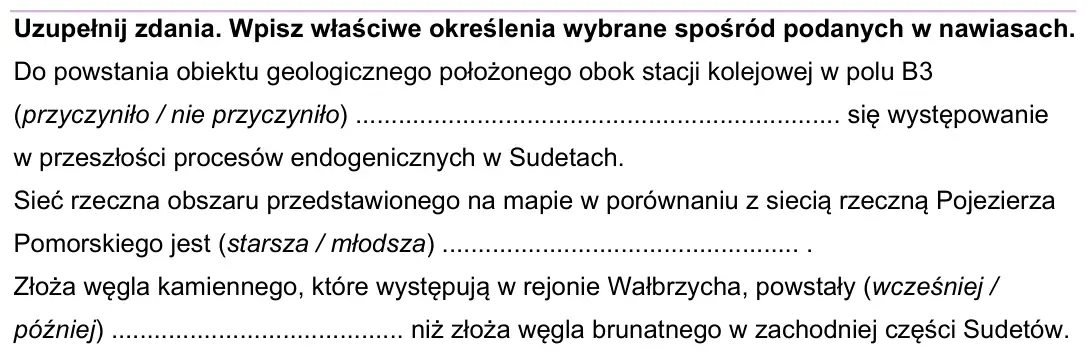 Uzupełnij zdania. Wpisz właściwe określenia wybrane spośród podanych w nawiasach.
Do powstania obiektu geologicznego położonego obok stacji kolejowej w polu B3
(przyczyniło / nie przyczyniło) .................................................................... się występowanie
w przeszłości procesów endogenicznych w Sudetach.
Sieć rzeczna obszaru przedstawionego na mapie w porównaniu z siecią rzeczną Pojezierza
Pomorskiego jest (starsza / młodsza) .................................................. .
Złoża węgla kamiennego, które występują w rejonie Wałbrzycha, powstały (wcześniej /
później) ......................................... niż złoża węgla brunatnego w zachodniej części Sudetów.